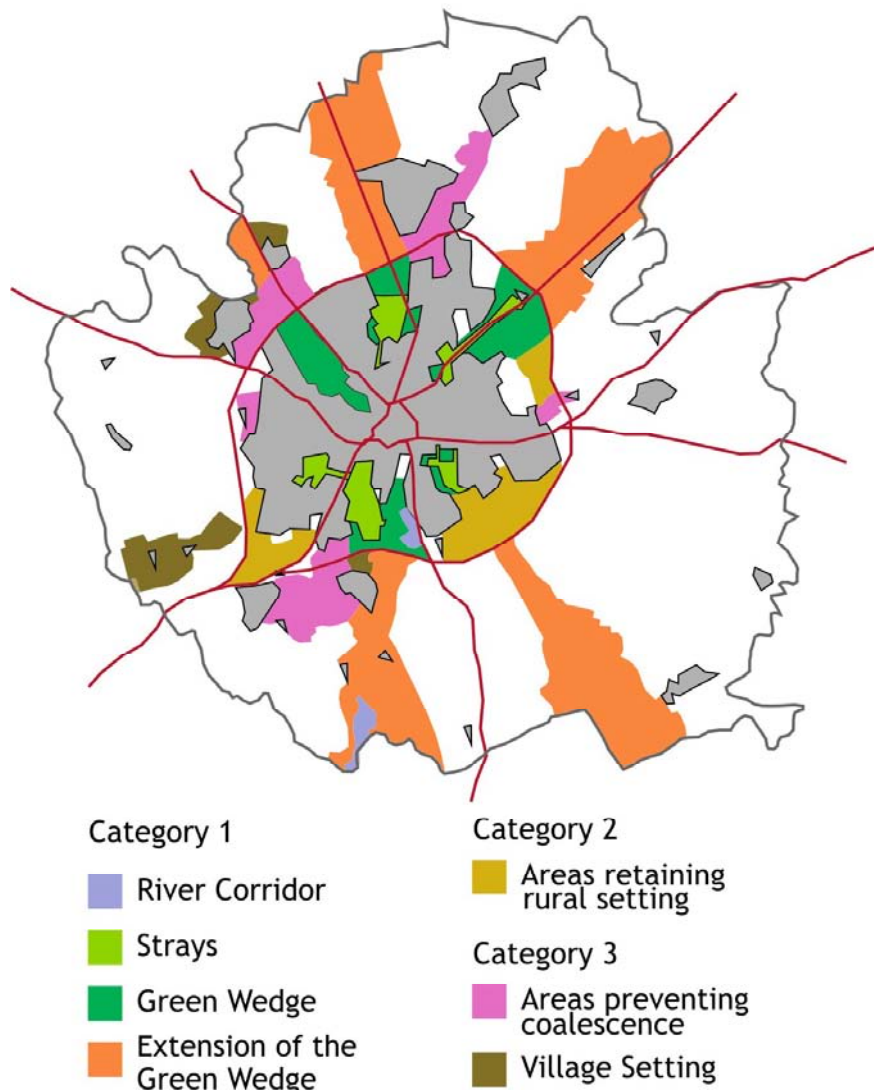 Category 1
River Corridor
Strays
Green Wedge
Extension of the
Green Wedge
Category 2
Areas retaining
rural setting
Category 3
Areas preventing
coalescence
Village Setting